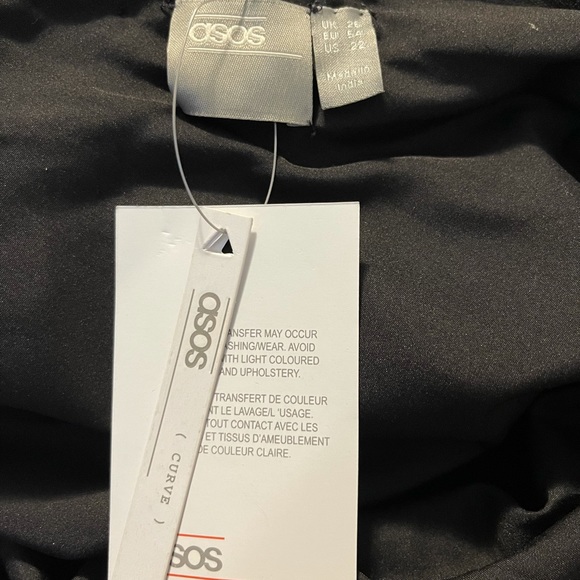 asos
UK 26
EU 54
US 22
Made in
India
asos
( CURVE )
ANSFER MAY OCCUR
ASHING/WEAR. AVOID
ITH LIGHT COLOURED
AND UPHOLSTERY.
TRANSFERT DE COULEUR
NT LE LAVAGE/L 'USAGE.
TOUT CONTACT AVEC LES
ET TISSUS D'AMEUBLEMENT
DE COULEUR CLAIRE.
SOS